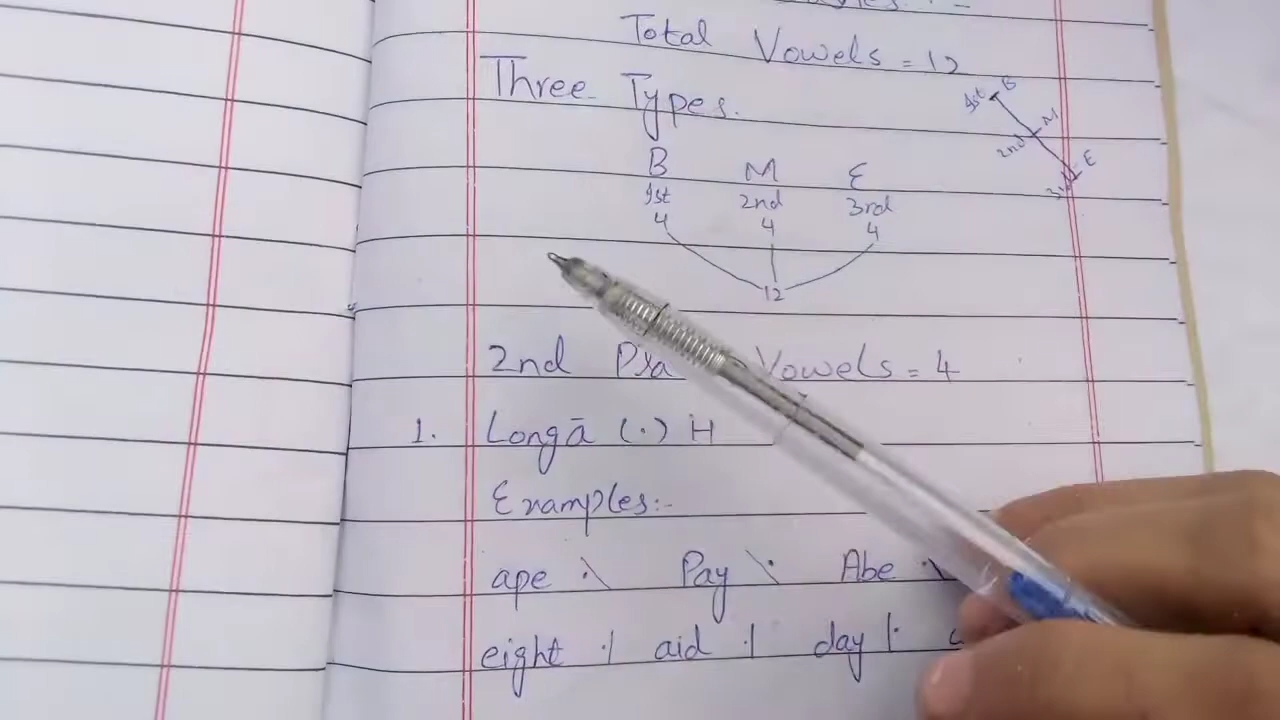 Total Vowels = 12
Three Types.
B M E
1st 2nd 3rd
4 4 4
12
1st B
2nd M
3rd E
2nd Vowels = 4
1. Long ā (.) H
Examples:-
ape Pay Abe
eight aid day